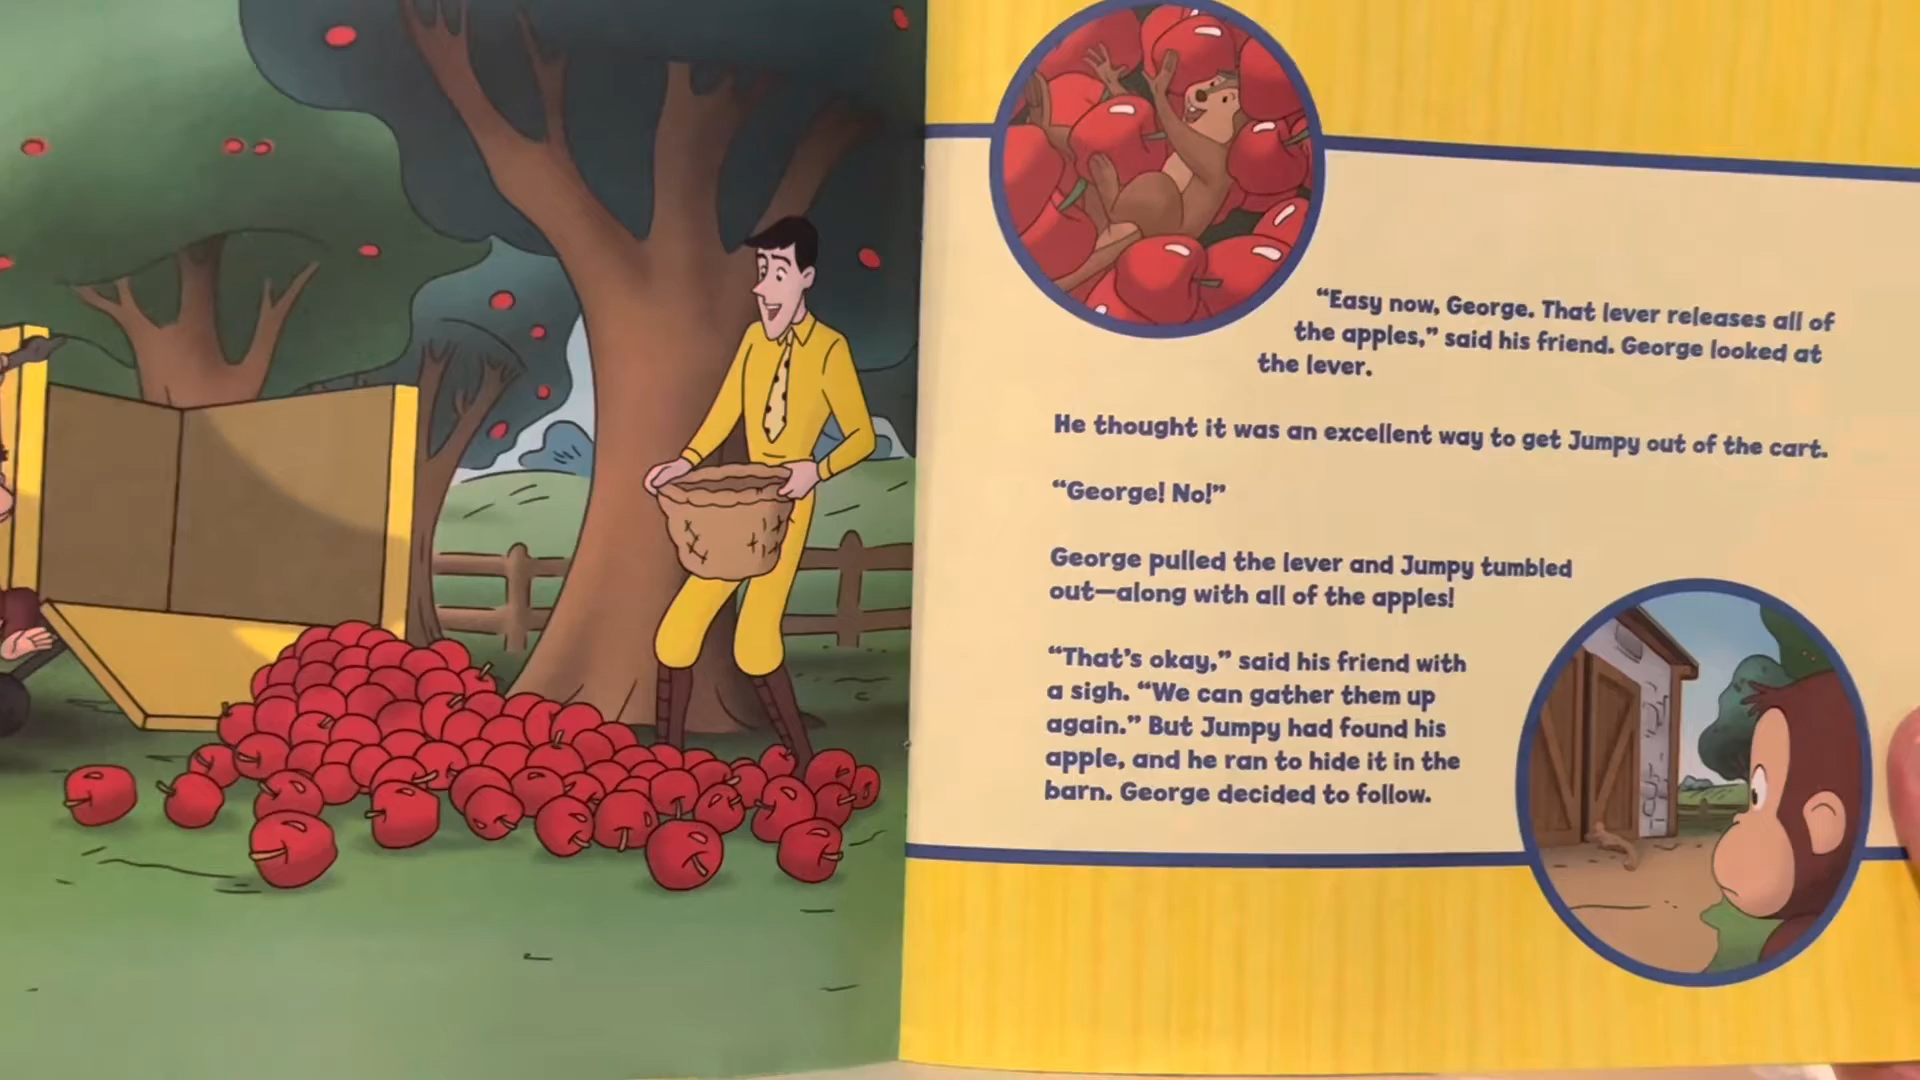 “Easy now, George. That lever releases all of
the apples,” said his friend. George looked at
the lever.
He thought it was an excellent way to get Jumpy out of the cart.
“George! No!”
George pulled the lever and Jumpy tumbled
out—along with all of the apples!
“That’s okay,” said his friend with
a sigh. “We can gather them up
again.” But Jumpy had found his
apple, and he ran to hide it in the
barn. George decided to follow.